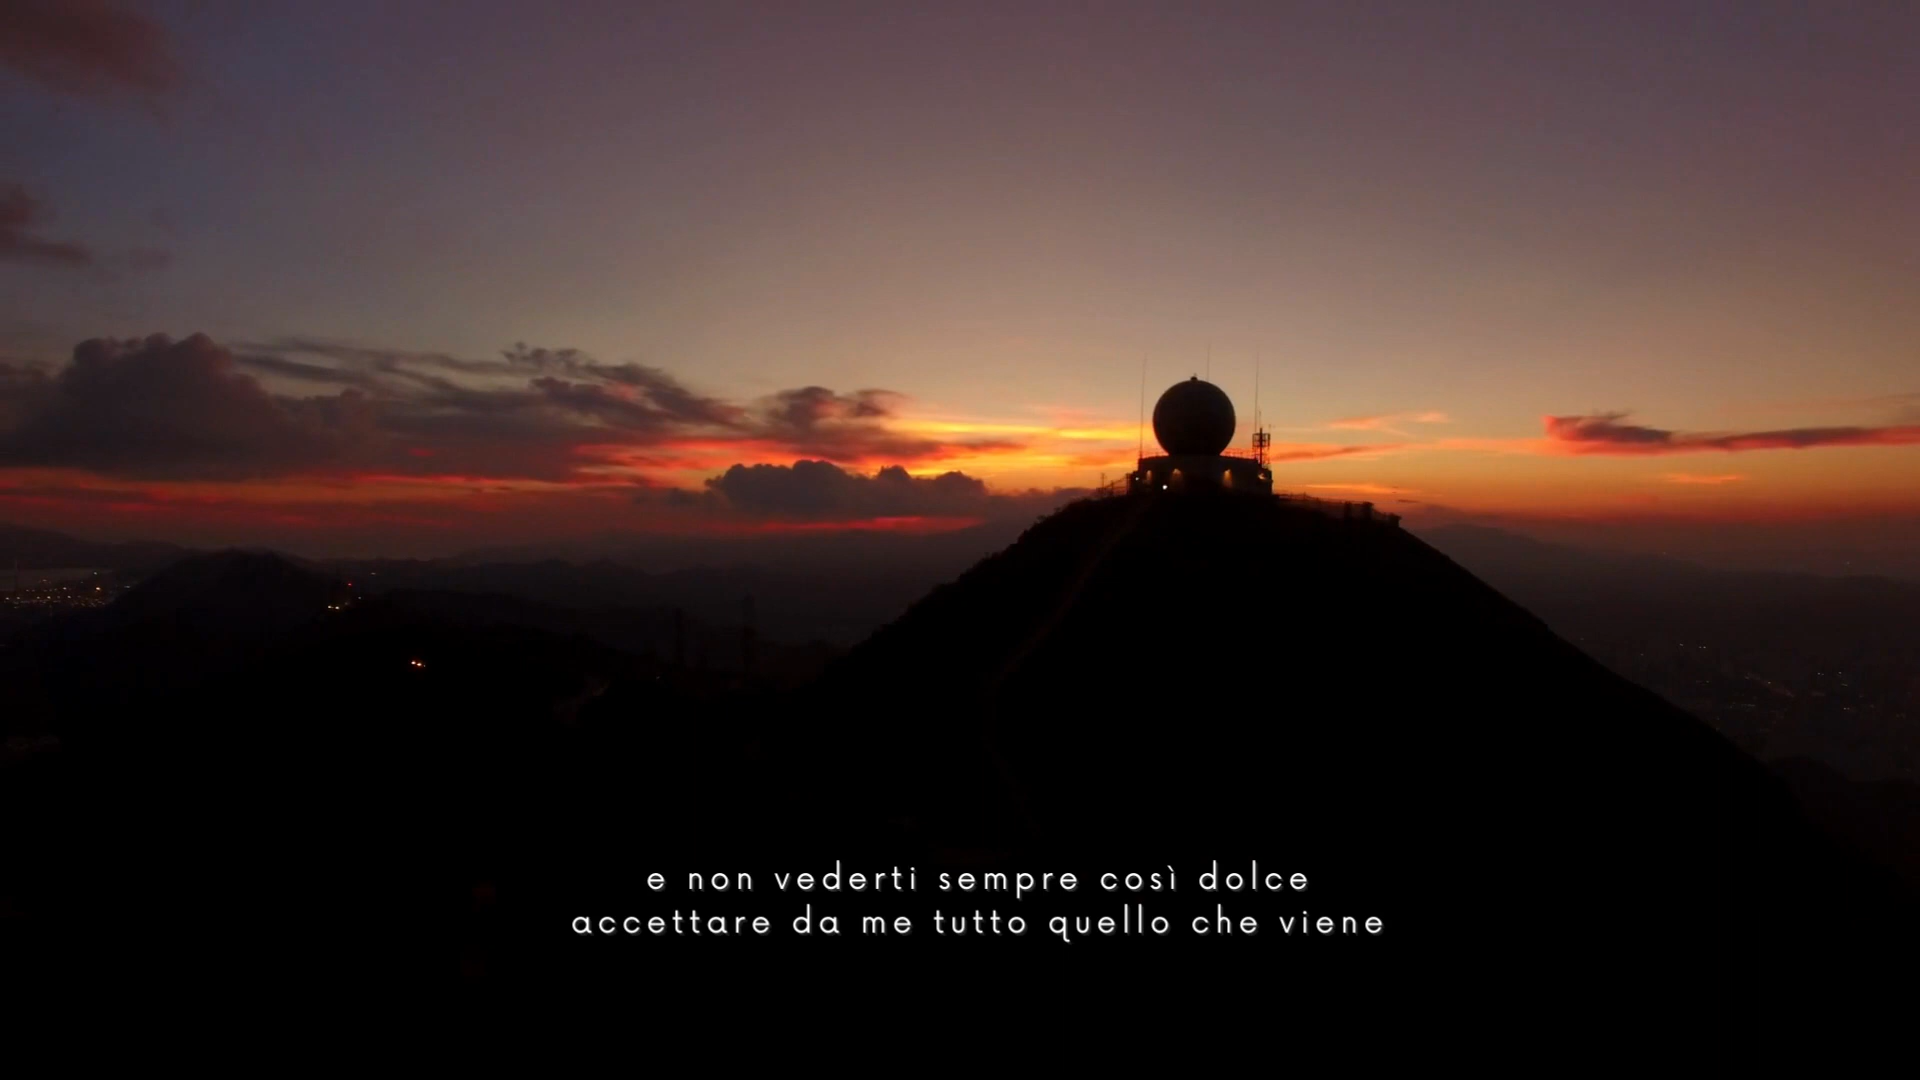 e non vederti sempre così dolce
accettare da me tutto quello che viene